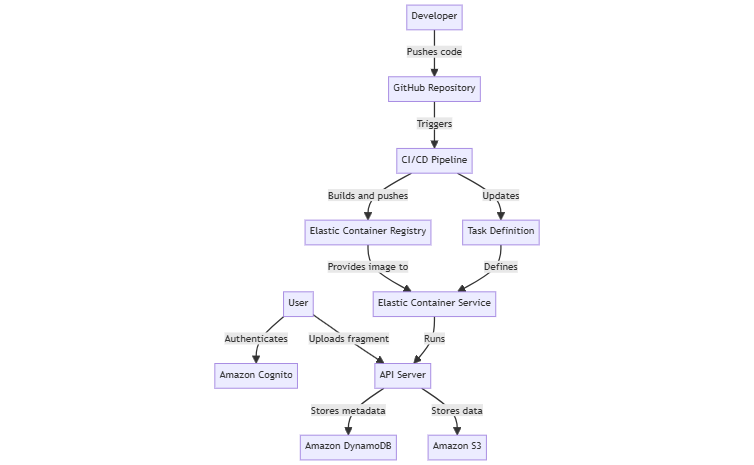 Developer
Pushes code
GitHub Repository
Triggers
CI/CD Pipeline
Builds and pushes
Updates
Elastic Container Registry
Task Definition
Provides image to
Defines
User
Elastic Container Service
Authenticates
Uploads fragment
Runs
Amazon Cognito
API Server
Stores metadata
Stores data
Amazon DynamoDB
Amazon S3